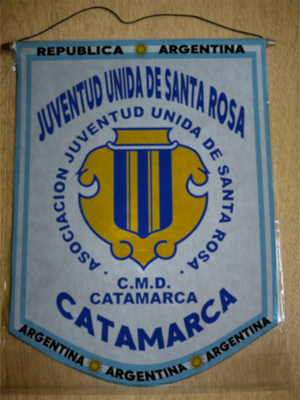 REPUBLICA ARGENTINA
JUVENTUD UNIDA DE SANTA ROSA
· ASOCIACION JUVENTUD UNIDA DE SANTA ROSA ·
C.M.D.
CATAMARCA
CATAMARCA
ARGENTINA ARGENTINA ARGENTINA